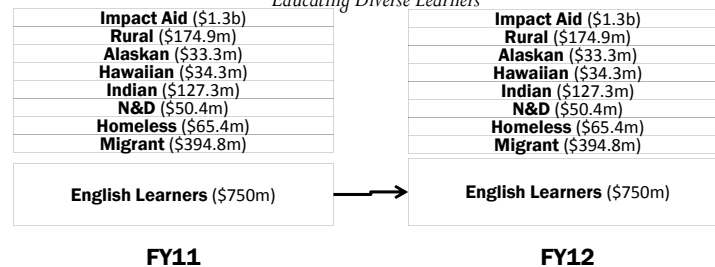 Educating Diverse Learners
Impact Aid ($1.3b)
Rural ($174.9m)
Alaskan ($33.3m)
Hawaiian ($34.3m)
Indian ($127.3m)
N&D ($50.4m)
Homeless ($65.4m)
Migrant ($394.8m)
English Learners ($750m)
FY11
Impact Aid ($1.3b)
Rural ($174.9m)
Alaskan ($33.3m)
Hawaiian ($34.3m)
Indian ($127.3m)
N&D ($50.4m)
Homeless ($65.4m)
Migrant ($394.8m)
English Learners ($750m)
FY12